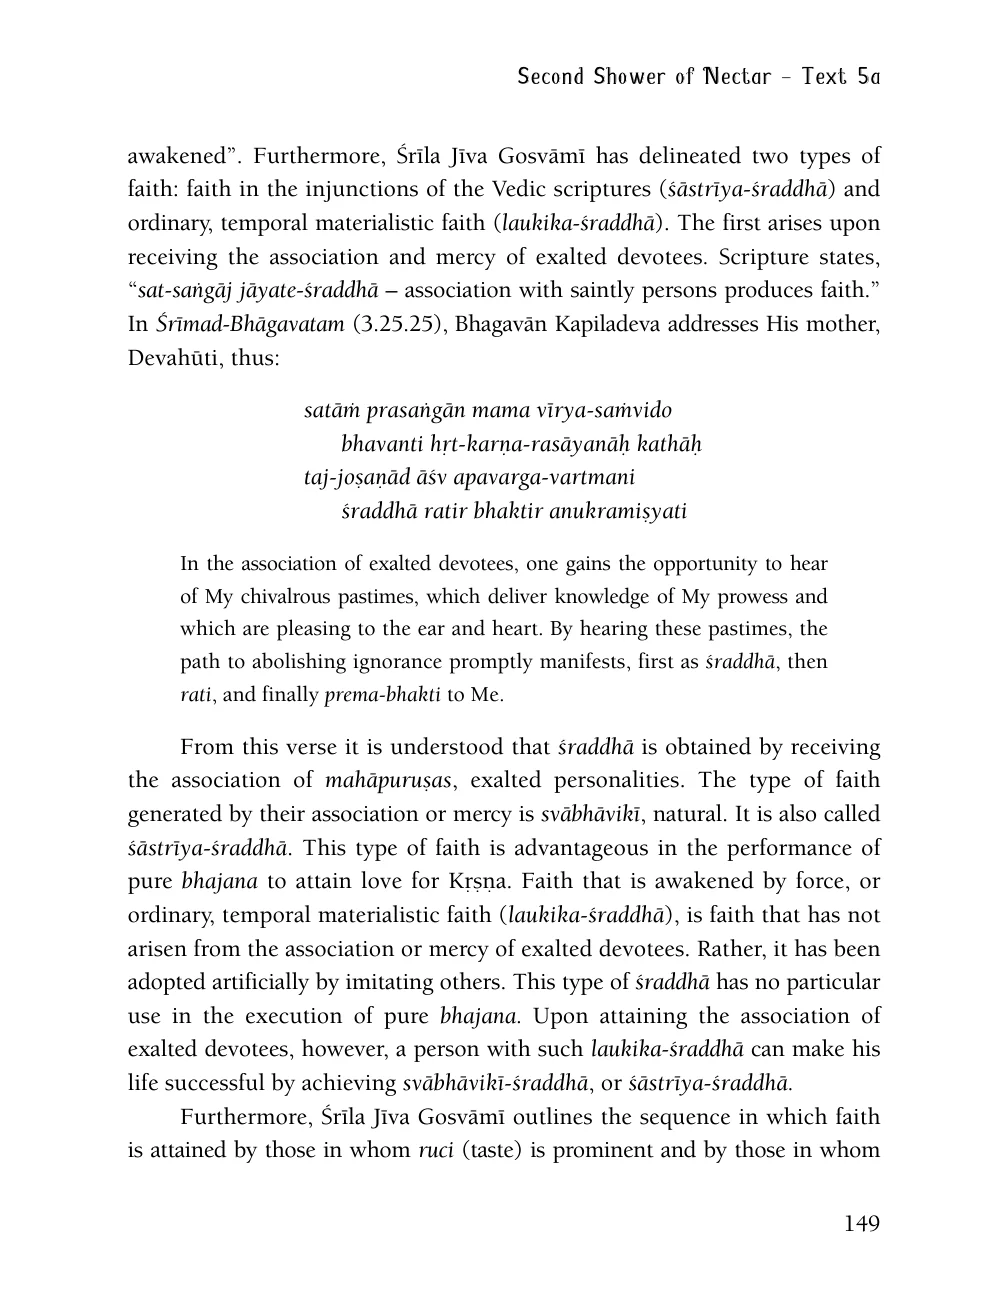 Second Shower of Nectar – Text 5a
awakened”. Furthermore, Śrīla Jīva Gosvāmī has delineated two types of
faith: faith in the injunctions of the Vedic scriptures (śāstrīya-śraddhā) and
ordinary, temporal materialistic faith (laukika-śraddhā). The first arises upon
receiving the association and mercy of exalted devotees. Scripture states,
“sat-saṅgāj jāyate-śraddhā – association with saintly persons produces faith.”
In Śrīmad-Bhāgavatam (3.25.25), Bhagavān Kapiladeva addresses His mother,
Devahūti, thus:
satāṁ prasaṅgān mama vīrya-saṁvido
bhavanti hṛt-karṇa-rasāyanāḥ kathāḥ
taj-joṣaṇād āśv apavarga-vartmani
śraddhā ratir bhaktir anukramiṣyati
In the association of exalted devotees, one gains the opportunity to hear
of My chivalrous pastimes, which deliver knowledge of My prowess and
which are pleasing to the ear and heart. By hearing these pastimes, the
path to abolishing ignorance promptly manifests, first as śraddhā, then
rati, and finally prema-bhakti to Me.
From this verse it is understood that śraddhā is obtained by receiving
the association of mahāpuruṣas, exalted personalities. The type of faith
generated by their association or mercy is svābhāvikī, natural. It is also called
śāstrīya-śraddhā. This type of faith is advantageous in the performance of
pure bhajana to attain love for Kṛṣṇa. Faith that is awakened by force, or
ordinary, temporal materialistic faith (laukika-śraddhā), is faith that has not
arisen from the association or mercy of exalted devotees. Rather, it has been
adopted artificially by imitating others. This type of śraddhā has no particular
use in the execution of pure bhajana. Upon attaining the association of
exalted devotees, however, a person with such laukika-śraddhā can make his
life successful by achieving svābhāvikī-śraddhā, or śāstrīya-śraddhā.
Furthermore, Śrīla Jīva Gosvāmī outlines the sequence in which faith
is attained by those in whom ruci (taste) is prominent and by those in whom
149